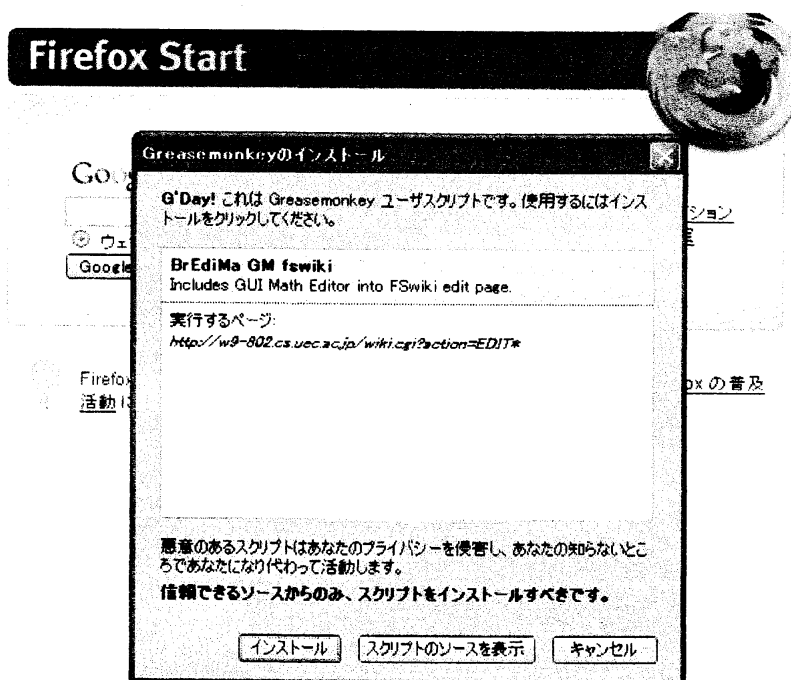 Firefox Start
Greasemonkeyのインストール
G'Day! これは Greasemonkey ユーザスクリプトです。使用するにはインス
トールをクリックしてください。
ション
Google
BrEdiMa GM fswiki
Includes GUI Math Editor into FSwiki edit page.
実行するページ:
http://w9-802.cs.uec.ac.jp/wiki.cgi?action=EDIT*
Firefox
の普及
活動
悪意のあるスクリプトはあなたのプライバシーを侵害し、あなたの知らないとこ
ろであなたになり代わって活動します。
信頼できるソースからのみ、スクリプトをインストールすべきです。
インストール
スクリプトのソースを表示
キャンセル